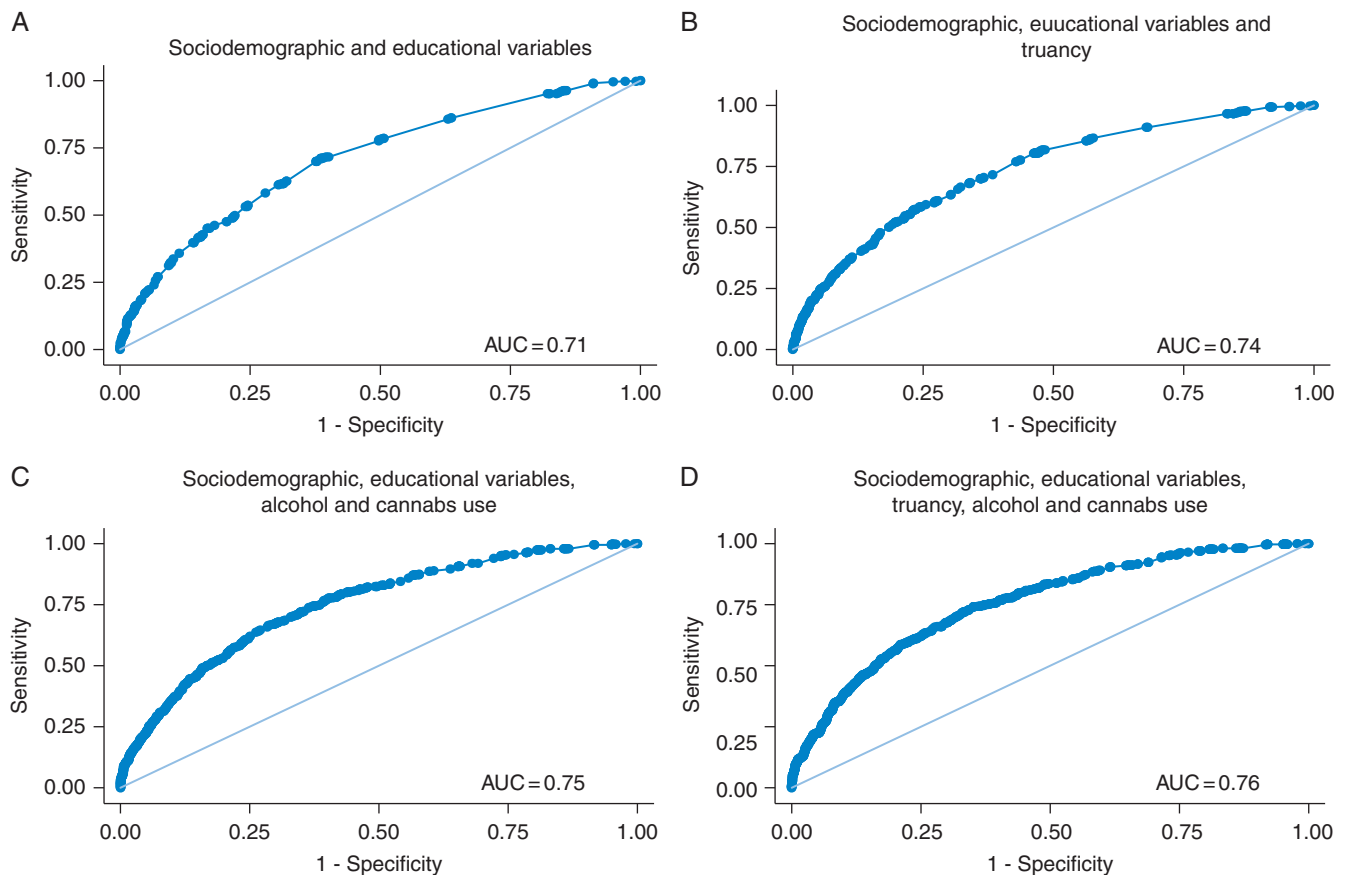 A
Sociodemographic and educational variables
Sensitivity
1.00
0.75
0.50
0.25
0.00
AUC = 0.71
0.00 0.25 0.50 0.75 1.00
1 - Specificity
B
Sociodemographic, euucational variables and
truancy
Sensitivity
1.00
0.75
0.50
0.25
0.00
AUC = 0.74
0.00 0.25 0.50 0.75 1.00
1 - Specificity
C
Sociodemographic, educational variables,
alcohol and cannabs use
Sensitivity
1.00
0.75
0.50
0.25
0.00
AUC = 0.75
0.00 0.25 0.50 0.75 1.00
1 - Specificity
D
Sociodemographic, educational variables,
truancy, alcohol and cannabs use
Sensitivity
1.00
0.75
0.50
0.25
0.00
AUC = 0.76
0.00 0.25 0.50 0.75 1.00
1 - Specificity